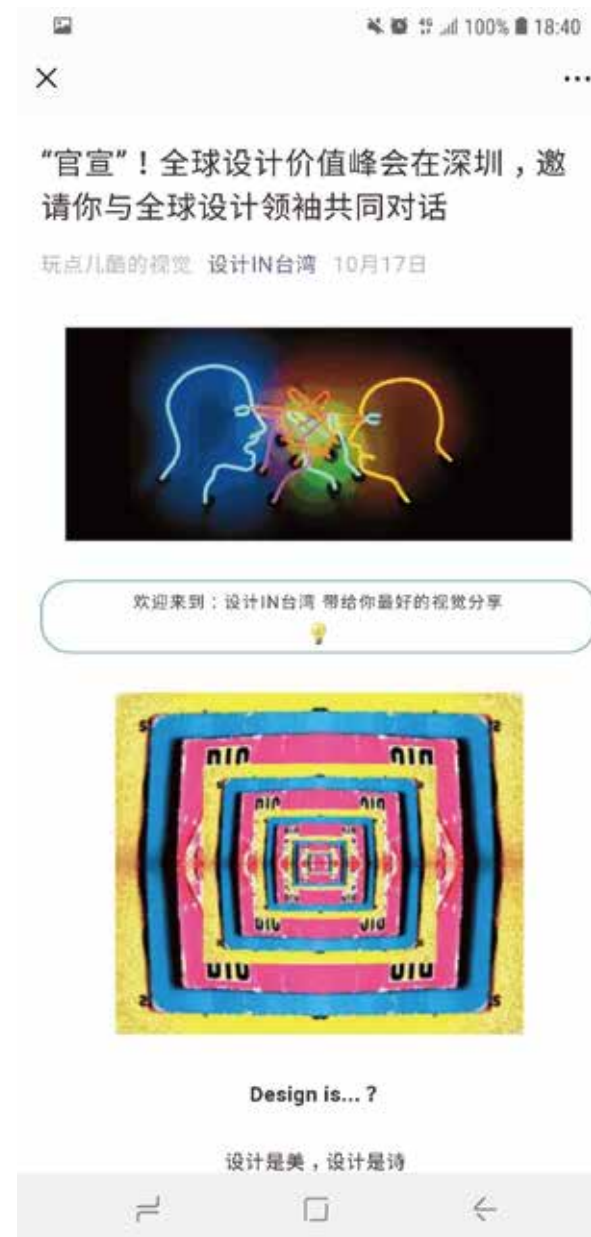 100% 18:40
“官宣”！全球设计价值峰会在深圳，邀
请你与全球设计领袖共同对话
玩点儿酷的视觉 设计IN台湾 10月17日
欢迎来到：设计IN台湾 带给你最好的视觉分享
Design is... ?
设计是美，设计是诗